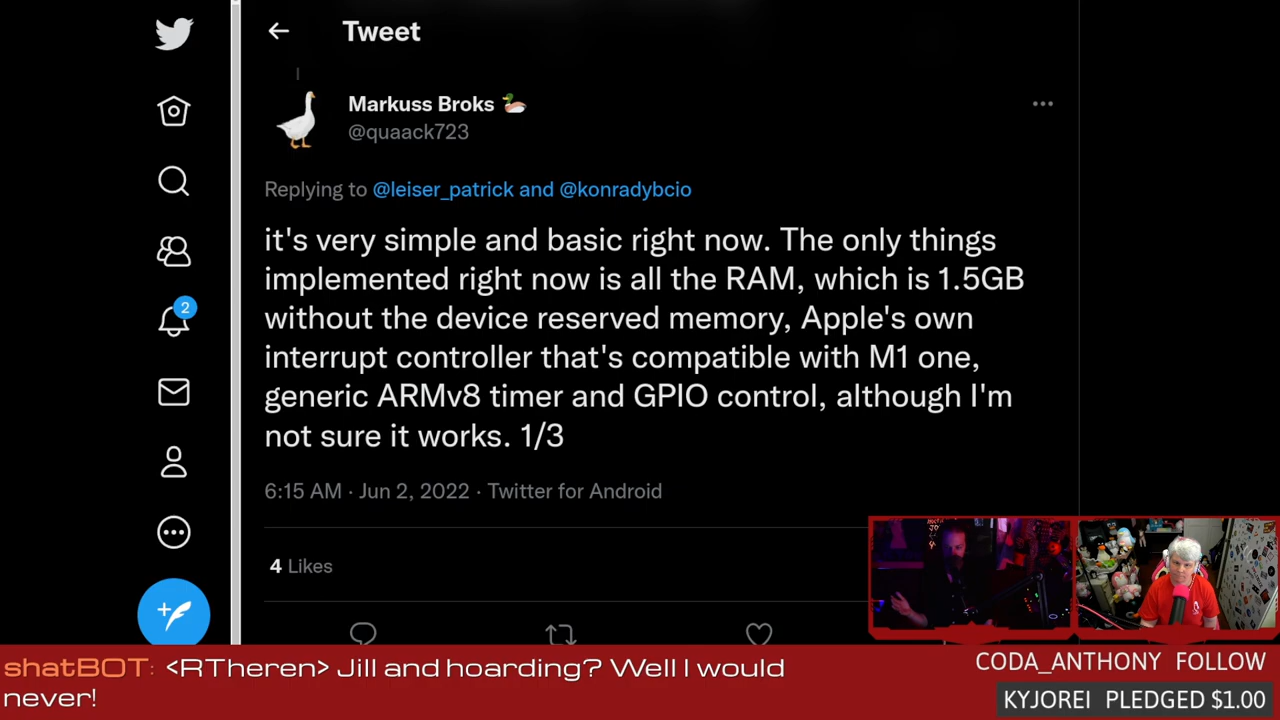 Tweet
Markuss Broks
@quaack723
Replying to @leiser_patrick and @konradybcio
it's very simple and basic right now. The only things
implemented right now is all the RAM, which is 1.5GB
without the device reserved memory, Apple's own
interrupt controller that's compatible with M1 one,
generic ARMv8 timer and GPIO control, although I'm
not sure it works. 1/3
6:15 AM · Jun 2, 2022 · Twitter for Android
4 Likes
2
shatBOT: <RTheren> Jill and hoarding? Well I would
never!
CODA_ANTHONY FOLLOW
KYJOREI PLEDGED $1.00